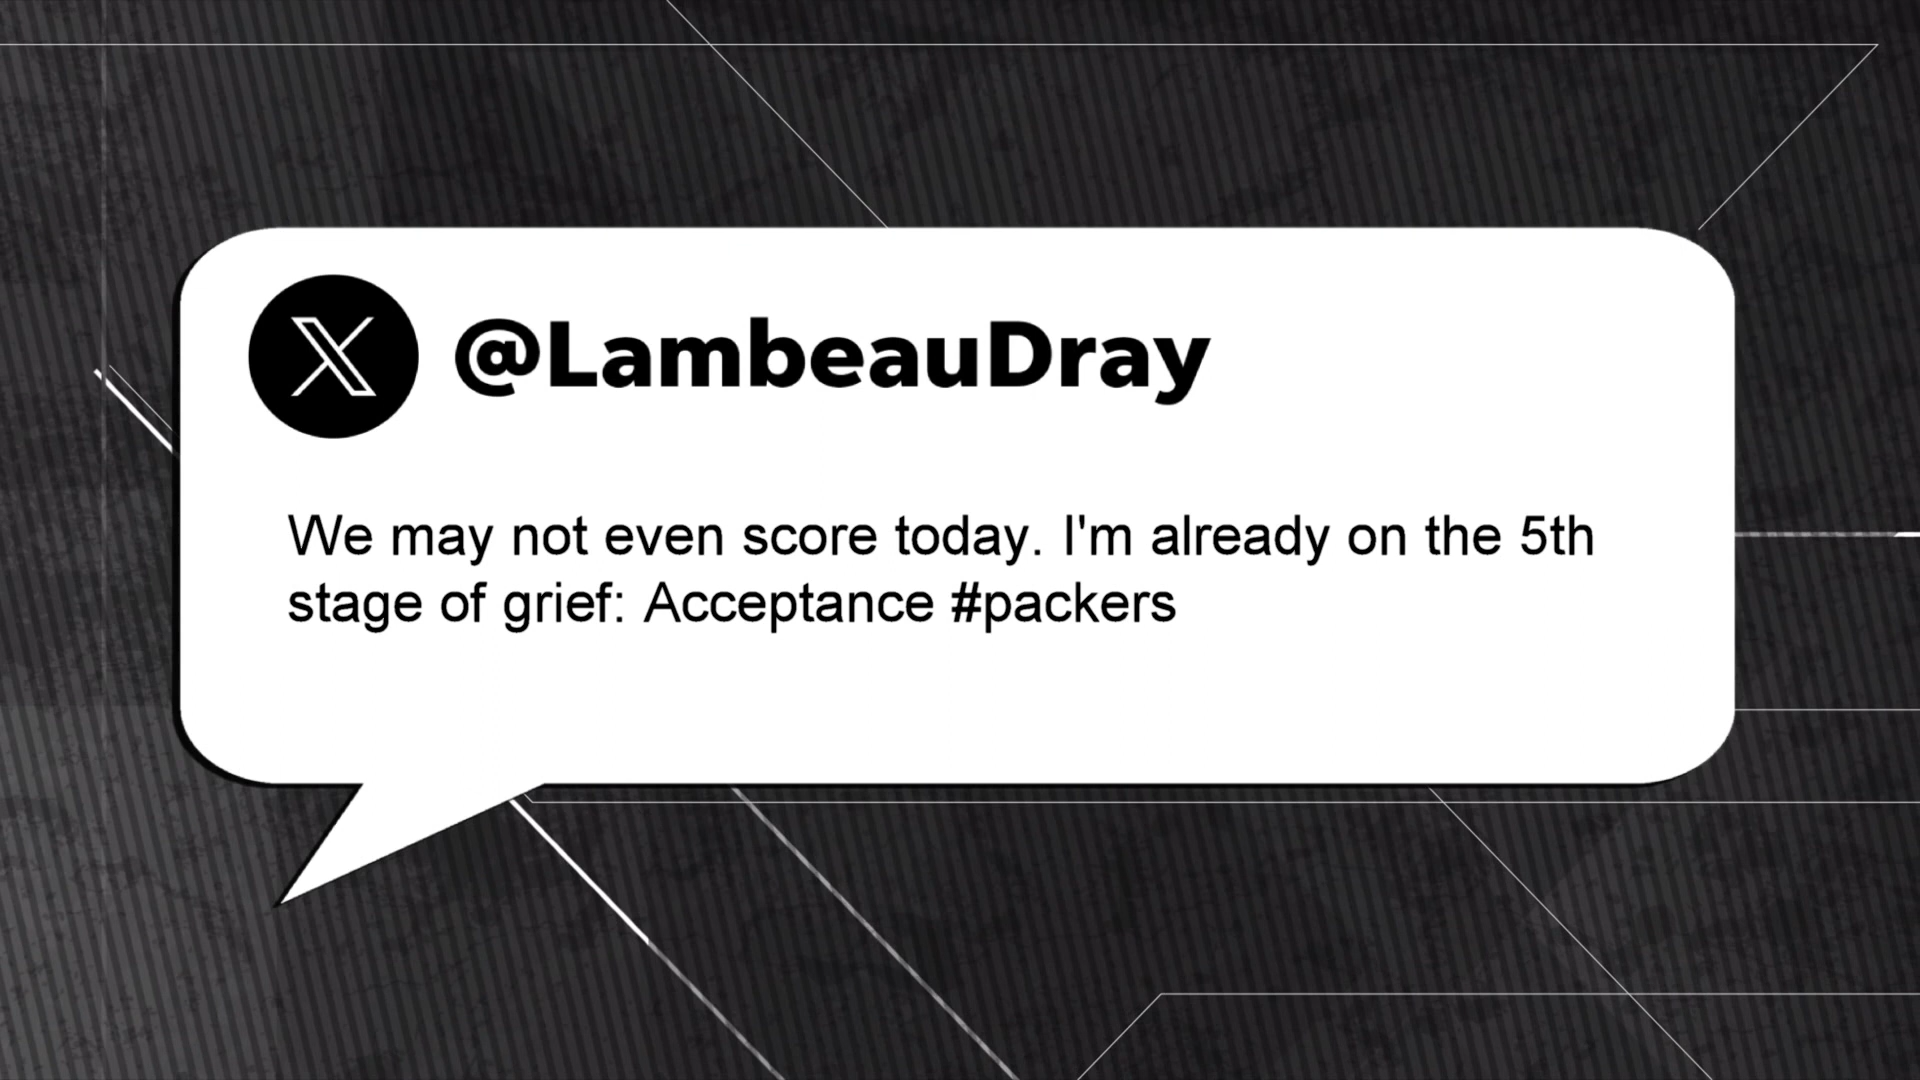 @LambeauDray
We may not even score today. I'm already on the 5th
stage of grief: Acceptance #packers